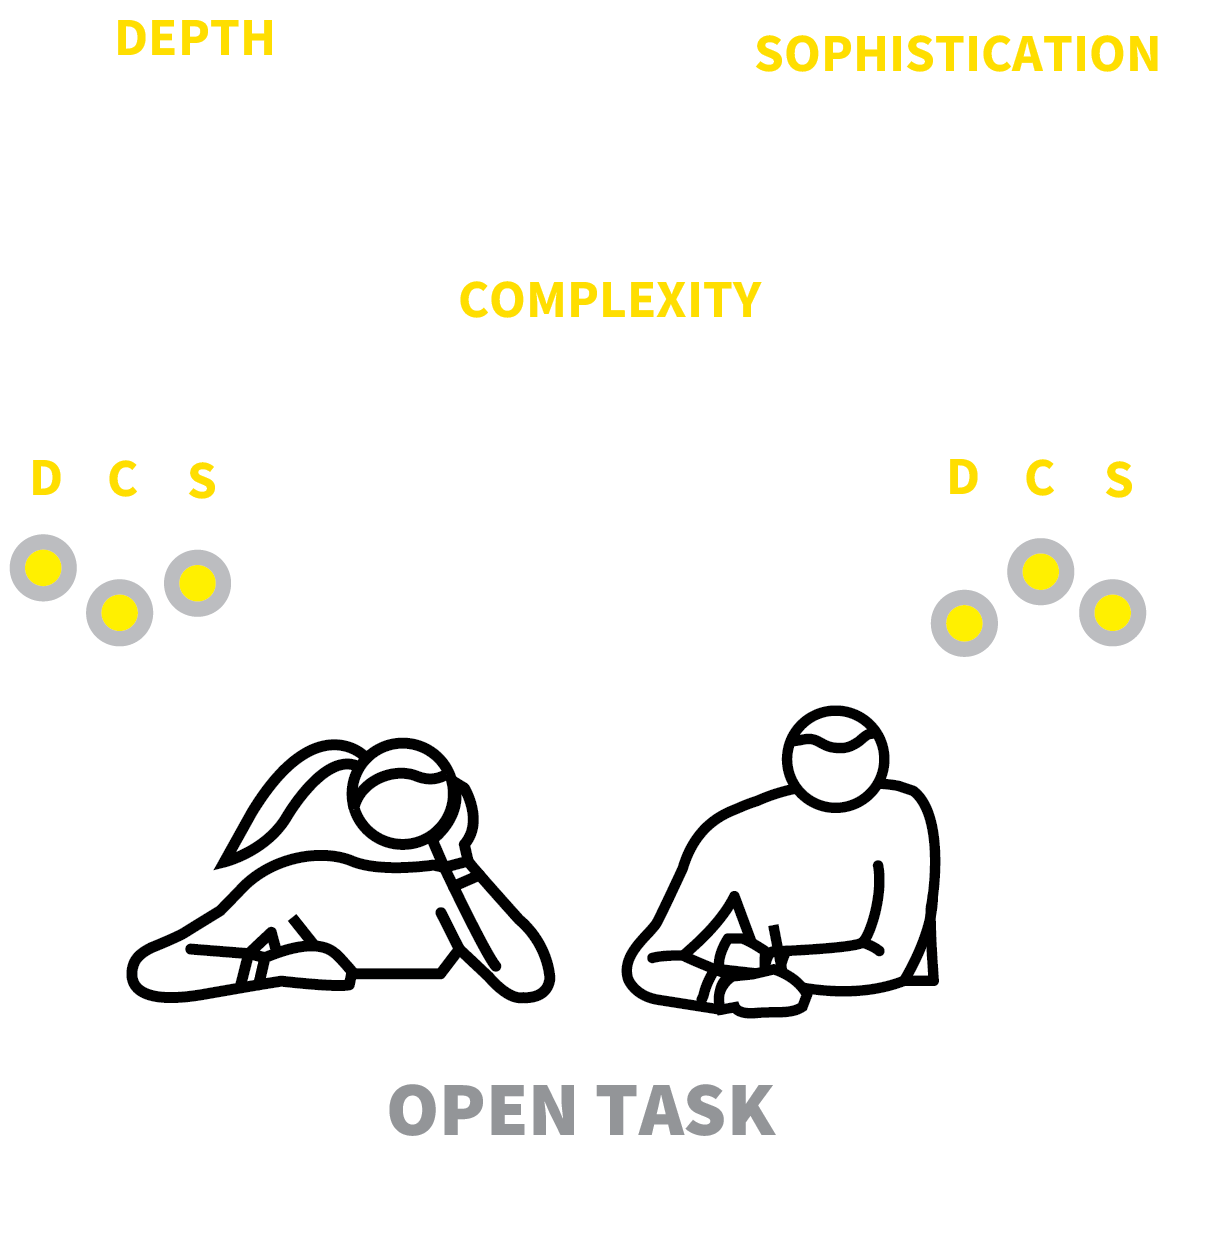 DEPTH
SOPHISTICATION
COMPLEXITY
D C S
D C S
OPEN TASK